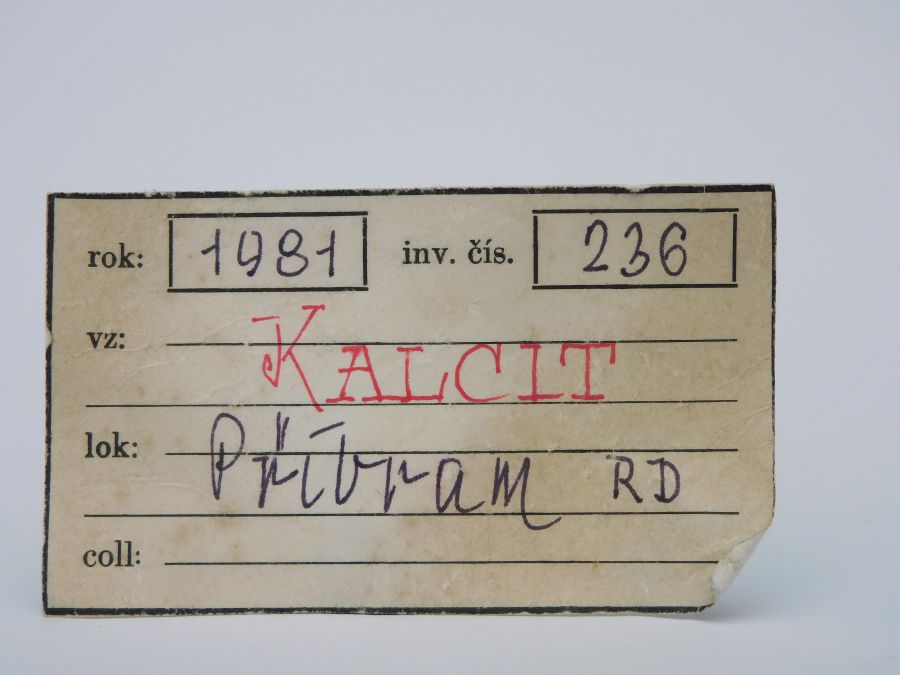 rok: 1981 inv. čís. 236
vz: KALCIT
lok: Příbram RD
coll: